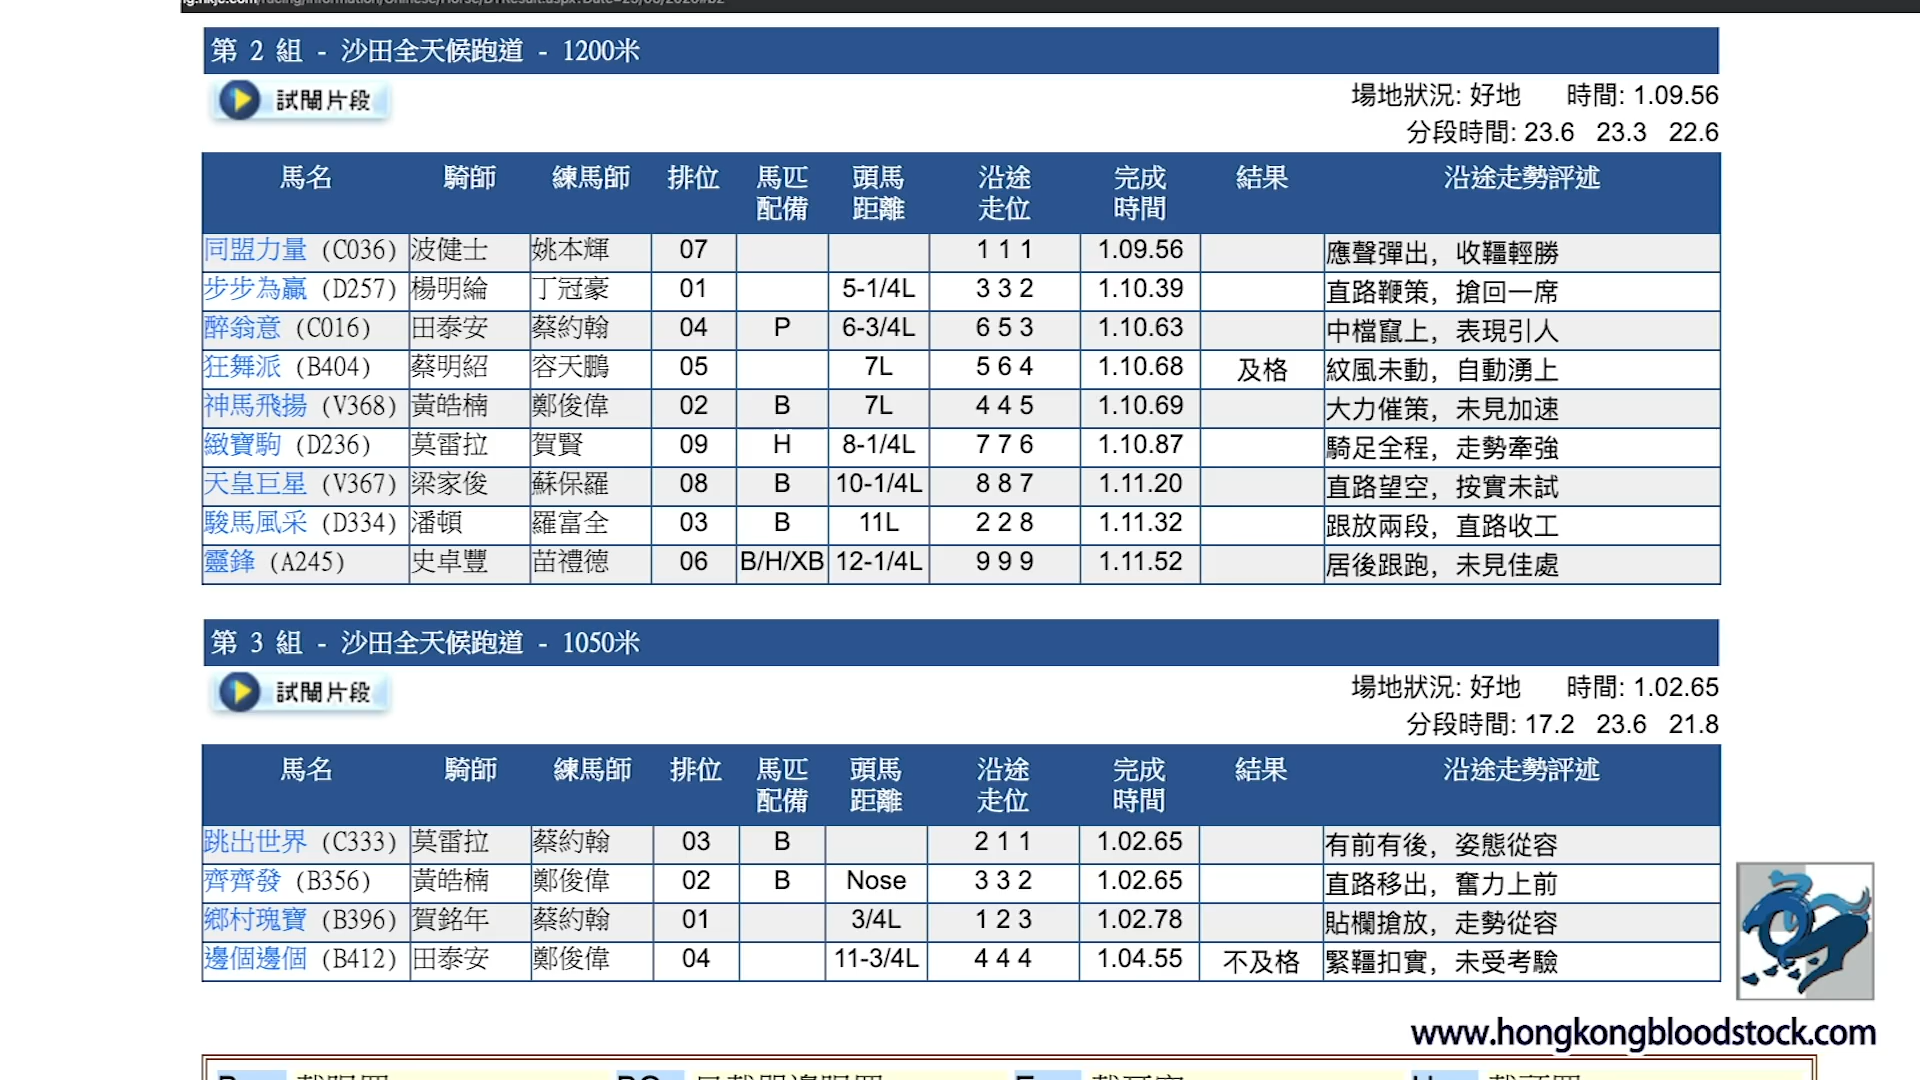 第 2 組 - 沙田全天候跑道 - 1200米
試閘片段
場地狀況: 好地 時間: 1.09.56
分段時間: 23.6 23.3 22.6
馬名 騎師 練馬師 排位 馬匹配備 頭馬距離 沿途走位 完成時間 結果 沿途走勢評述
同盟力量 (C036) 波健士 姚本輝 07 1 1 1 1.09.56 應聲彈出，收韁輕勝
步步為贏 (D257) 楊明綸 丁冠豪 01 5-1/4L 3 3 2 1.10.39 直路鞭策，搶回一席
醉翁意 (C016) 田泰安 蔡約翰 04 P 6-3/4L 6 5 3 1.10.63 中檔竄上，表現引人
狂舞派 (B404) 蔡明紹 容天鵬 05 7L 5 6 4 1.10.68 及格 紋風未動，自動湧上
神馬飛揚 (V368) 黃皓楠 鄭俊偉 02 B 7L 4 4 5 1.10.69 大力催策，未見加速
緻寶駒 (D236) 莫雷拉 賀賢 09 H 8-1/4L 7 7 6 1.10.87 騎足全程，走勢牽強
天皇巨星 (V367) 梁家俊 蘇保羅 08 B 10-1/4L 8 8 7 1.11.20 直路望空，按實未試
駿馬風采 (D334) 潘頓 羅富全 03 B 11L 2 2 8 1.11.32 跟放兩段，直路收工
靈鋒 (A245) 史卓豐 苗禮德 06 B/H/XB 12-1/4L 9 9 9 1.11.52 居後跟跑，未見佳處
第 3 組 - 沙田全天候跑道 - 1050米
試閘片段
場地狀況: 好地 時間: 1.02.65
分段時間: 17.2 23.6 21.8
馬名 騎師 練馬師 排位 馬匹配備 頭馬距離 沿途走位 完成時間 結果 沿途走勢評述
跳出世界 (C333) 莫雷拉 蔡約翰 03 B 2 1 1 1.02.65 有前有後，姿態從容
齊齊發 (B356) 黃皓楠 鄭俊偉 02 B Nose 3 3 2 1.02.65 直路移出，奮力上前
鄉村瑰寶 (B396) 賀銘年 蔡約翰 01 3/4L 1 2 3 1.02.78 貼欄搶放，走勢從容
邊個邊個 (B412) 田泰安 鄭俊偉 04 11-3/4L 4 4 4 1.04.55 不及格 緊韁扣實，未受考驗
www.hongkongbloodstock.com